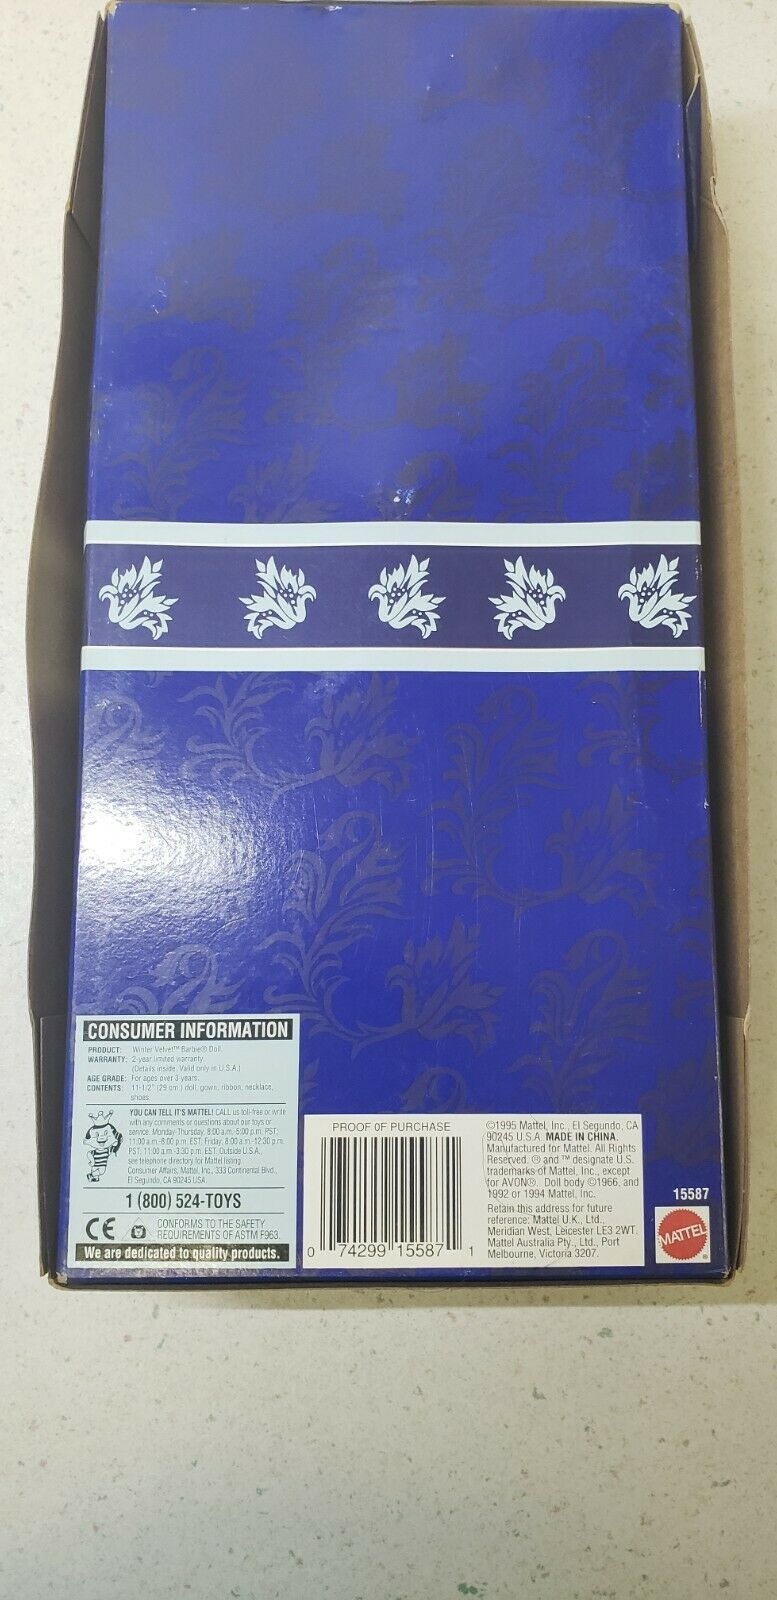 CONSUMER INFORMATION
PRODUCT: Winter Velvet™ Barbie® Doll.
WARRANTY: 2-year limited warranty.
(Details inside. Valid only in U.S.A.)
AGE GRADE: For ages over 3 years.
CONTENTS: 11-1/2" (29 cm) doll, gown, ribbon, necklace,
shoes
YOU CAN TELL IT'S MATTEL! CALL us toll-free or write
with any comments or questions about our toys or
service. Monday-Thursday, 8:00 a.m.-5:00 p.m. PST;
11:00 a.m.-8:00 p.m. EST; Friday, 8:00 a.m.-12:30 p.m.
PST; 11:00 a.m.-3:30 p.m. EST. Outside U.S.A.,
see telephone directory for Mattel listing.
Consumer Affairs, Mattel, Inc., 333 Continental Blvd.,
El Segundo, CA 90245 USA.
1 (800) 524-TOYS
CE
CONFORMS TO THE SAFETY
REQUIREMENTS OF ASTM F963.
We are dedicated to quality products.
PROOF OF PURCHASE
0 74299 15587 1
©1995 Mattel, Inc., El Segundo, CA
90245 U.S.A. MADE IN CHINA.
Manufactured for Mattel. All Rights
Reserved. ® and ™ designate U.S.
trademarks of Mattel, Inc., except
for AVON®. Doll body ©1966, and
1992 or 1994 Mattel, Inc.
Retain this address for future
reference: Mattel U.K., Ltd.,
Meridian West, Leicester LE3 2WT.
Mattel Australia Pty., Ltd., Port
Melbourne, Victoria 3207.
15587
MATTEL
®